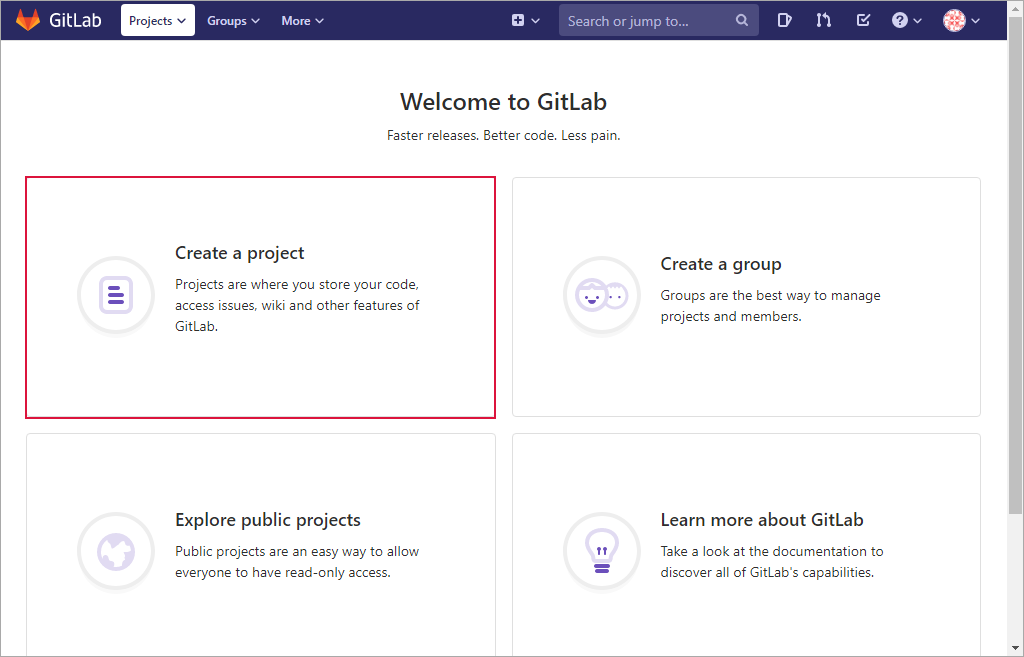 GitLab Projects Groups More Search or jump to...
Welcome to GitLab
Faster releases. Better code. Less pain.
Create a project
Projects are where you store your code,
access issues, wiki and other features of
GitLab.
Create a group
Groups are the best way to manage
projects and members.
Explore public projects
Public projects are an easy way to allow
everyone to have read-only access.
Learn more about GitLab
Take a look at the documentation to
discover all of GitLab's capabilities.